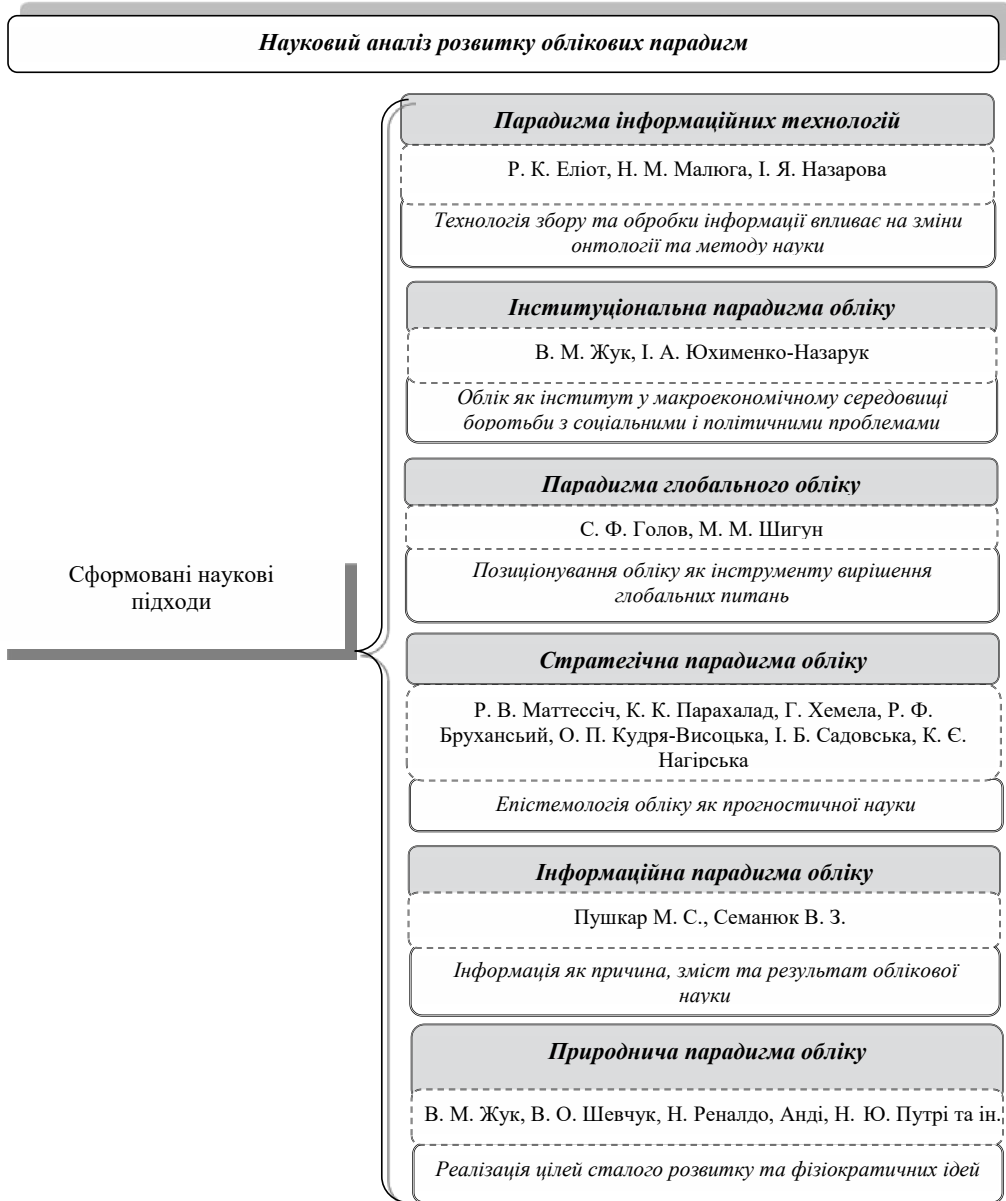 Науковий аналіз розвитку облікових парадигм
Парадигма інформаційних технологій
Р. К. Еліот, Н. М. Малюга, І. Я. Назарова
Технологія збору та обробки інформації впливає на зміни
онтології та методу науки
Інституціональна парадигма обліку
В. М. Жук, І. А. Юхименко-Назарук
Облік як інститут у макроекономічному середовищі
боротьби з соціальними і політичними проблемами
Парадигма глобального обліку
С. Ф. Голов, М. М. Шигун
Позиціонування обліку як інструменту вирішення
глобальних питань
Сформовані наукові
підходи
Стратегічна парадигма обліку
Р. В. Маттессіч, К. К. Парахалад, Г. Хемела, Р. Ф.
Брухансьий, О. П. Кудря-Висоцька, І. Б. Садовська, К. Є.
Нагірська
Епістемологія обліку як прогностичної науки
Інформаційна парадигма обліку
Пушкар М. С., Семанюк В. З.
Інформація як причина, зміст та результат облікової
науки
Природнича парадигма обліку
В. М. Жук, В. О. Шевчук, Н. Реналдо, Анді, Н. Ю. Путрі та ін.
Реалізація цілей сталого розвитку та фізіократичних ідей